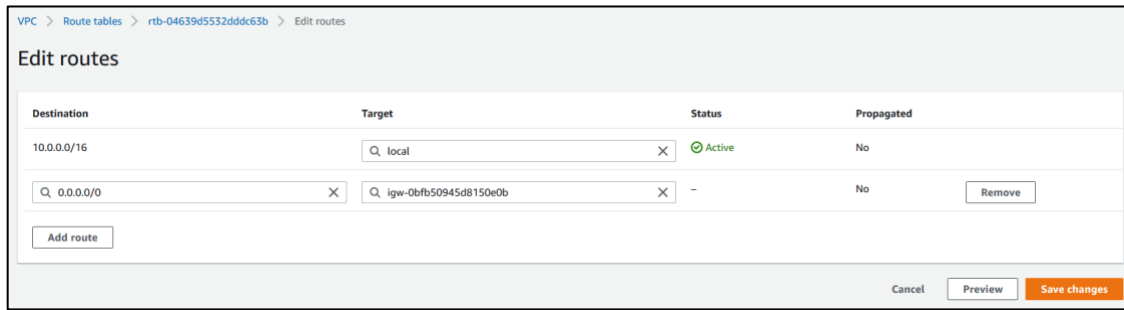 VPC > Route tables > rtb-04639d5532dddc63b > Edit routes
Edit routes
Destination Target Status Propagated
10.0.0.0/16 local Active No
0.0.0.0/0 igw-0bfb50945d8150e0b – No Remove
Add route
Cancel Preview Save changes